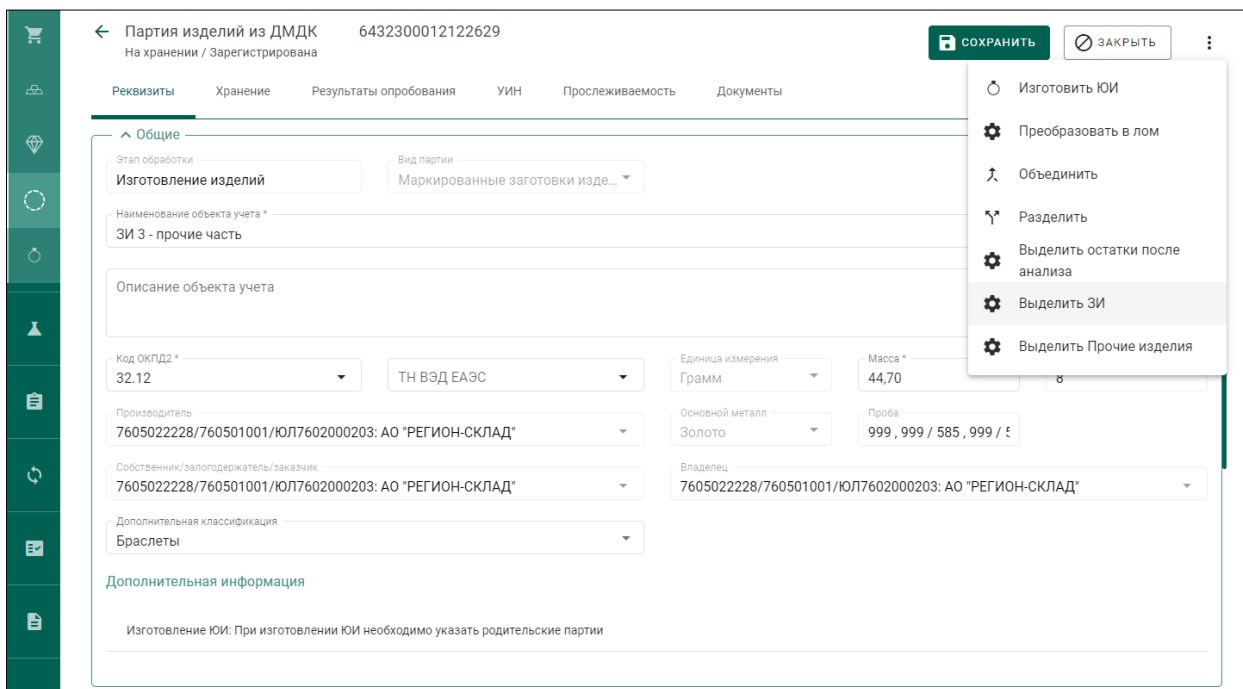 Партия изделий из ДМДК 6432300012122629
На хранении / Зарегистрирована
СОХРАНИТЬ
ЗАКРЫТЬ
Реквизиты Хранение Результаты опробования УИН Прослеживаемость Документы
Изготовить ЮИ
Преобразовать в лом
Объединить
Разделить
Выделить остатки после
анализа
Выделить ЗИ
Выделить Прочие изделия
Общие
Этап обработки Вид партии
Изготовление изделий Маркированные заготовки изде...
Наименование объекта учета *
ЗИ 3 - прочие часть
Описание объекта учета
Код ОКПД2 * Единица измерения Масса *
32.12 ТН ВЭД ЕАЭС Грамм 44,70 8
Производитель Основной металл Проба
7605022228/760501001/ЮЛ7602000203: АО "РЕГИОН-СКЛАД" Золото 999 , 999 / 585 , 999 /
Собственник/залогодержатель/заказчик Владелец
7605022228/760501001/ЮЛ7602000203: АО "РЕГИОН-СКЛАД" 7605022228/760501001/ЮЛ7602000203: АО "РЕГИОН-СКЛАД"
Дополнительная классификация
Браслеты
Дополнительная информация
Изготовление ЮИ: При изготовлении ЮИ необходимо указать родительские партии